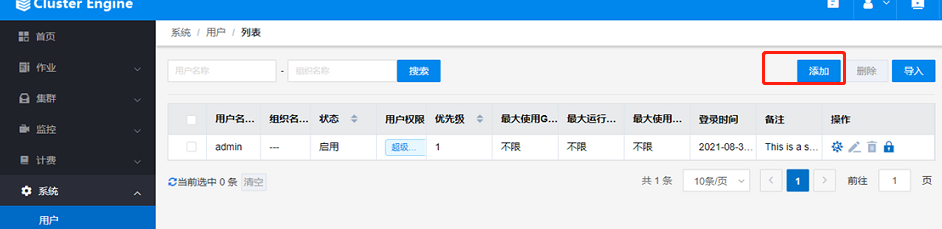 Cluster Engine
首页
作业
集群
监控
计费
系统
用户
系统 / 用户 / 列表
用户名称 - 组织名称 搜索 添加 删除 导入
用户名... 组织名... 状态 用户权限 优先级 最大使用G... 最大运行... 最大使用... 登录时间 备注 操作
admin --- 启用 超级... 1 不限 不限 不限 2021-08-3... This is a s...
当前选中 0 条 清空 共 1 条 10条/页 1 前往 1 页